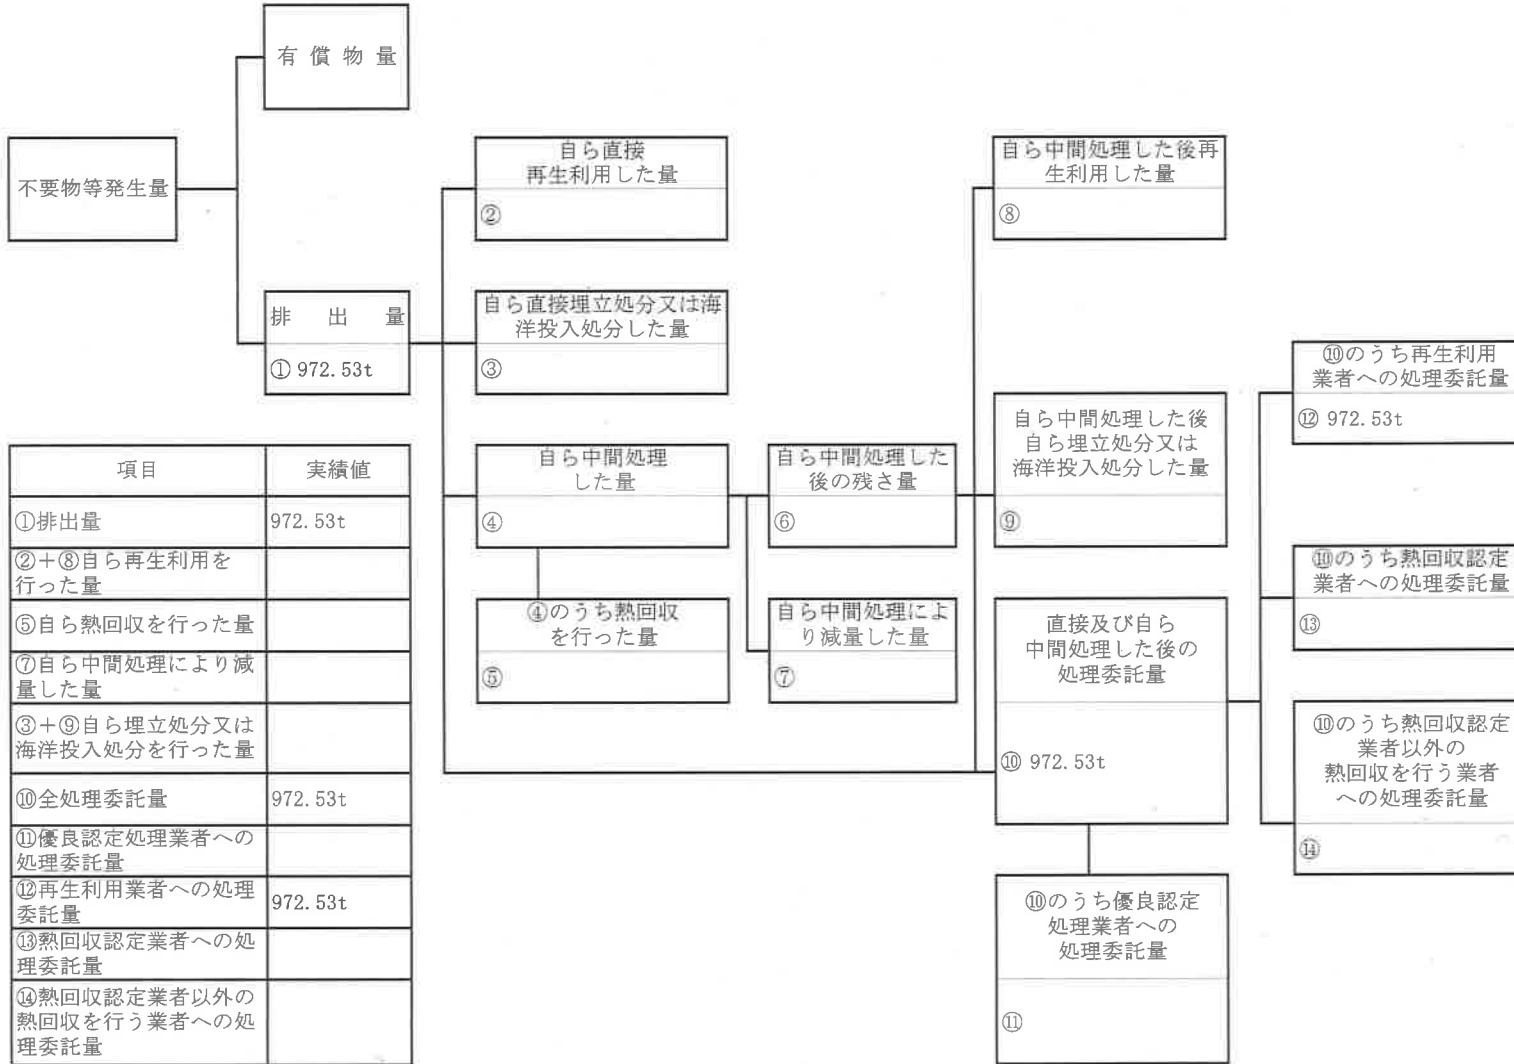 有償物量
不要物等発生量
排出量
① 972.53t
自ら直接
再生利用した量
②
自ら直接埋立処分又は海
洋投入処分した量
③
自ら中間処理
した量
④
④のうち熱回収
を行った量
⑤
自ら中間処理した
後の残さ量
⑥
自ら中間処理によ
り減量した量
⑦
自ら中間処理した後再
生利用した量
⑧
自ら中間処理した後
自ら埋立処分又は
海洋投入処分した量
⑨
直接及び自ら
中間処理した後の
処理委託量
⑩ 972.53t
⑩のうち優良認定
処理業者への
処理委託量
⑪
⑩のうち再生利用
業者への処理委託量
⑫ 972.53t
⑩のうち熱回収認定
業者への処理委託量
⑬
⑩のうち熱回収認定
業者以外の
熱回収を行う業者
への処理委託量
⑭
項目 実績値
①排出量 972.53t
②+⑧自ら再生利用を
行った量
⑤自ら熱回収を行った量
⑦自ら中間処理により減
量した量
③+⑨自ら埋立処分又は
海洋投入処分を行った量
⑩全処理委託量 972.53t
⑪優良認定処理業者への
処理委託量
⑫再生利用業者への処理
委託量 972.53t
⑬熱回収認定業者への処
理委託量
⑭熱回収認定業者以外の
熱回収を行う業者への処
理委託量